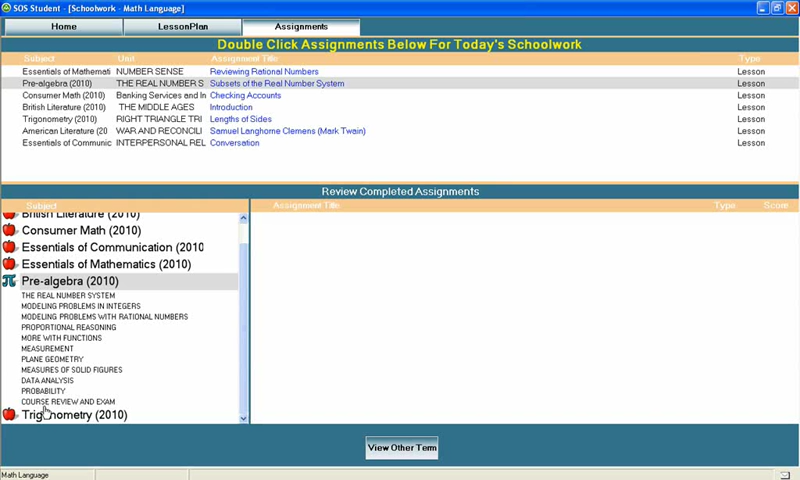 SOS Student - [Schoolwork - Math Language]
Home LessonPlan Assignments
Double Click Assignments Below For Today's Schoolwork
Subject Unit Assignment Title Type
Essentials of Mathemati NUMBER SENSE Reviewing Rational Numbers Lesson
Pre-algebra (2010) THE REAL NUMBER S Subsets of the Real Number System Lesson
Consumer Math (2010) Banking Services and In Checking Accounts Lesson
British Literature (2010) THE MIDDLE AGES Introduction Lesson
Trigonometry (2010) RIGHT TRIANGLE TRI Lengths of Sides Lesson
American Literature (20 WAR AND RECONCILI Samuel Langhorne Clemens (Mark Twain) Lesson
Essentials of Communic INTERPERSONAL REL Conversation Lesson
Review Completed Assignments
Subject Assignment Title Type Score
British Literature (2010)
Consumer Math (2010)
Essentials of Communication (2010
Essentials of Mathematics (2010)
Pre-algebra (2010)
THE REAL NUMBER SYSTEM
MODELING PROBLEMS IN INTEGERS
MODELING PROBLEMS WITH RATIONAL NUMBERS
PROPORTIONAL REASONING
MORE WITH FUNCTIONS
MEASUREMENT
PLANE GEOMETRY
MEASURES OF SOLID FIGURES
DATA ANALYSIS
PROBABILITY
COURSE REVIEW AND EXAM
Trigonometry (2010)
View Other Term
Math Language